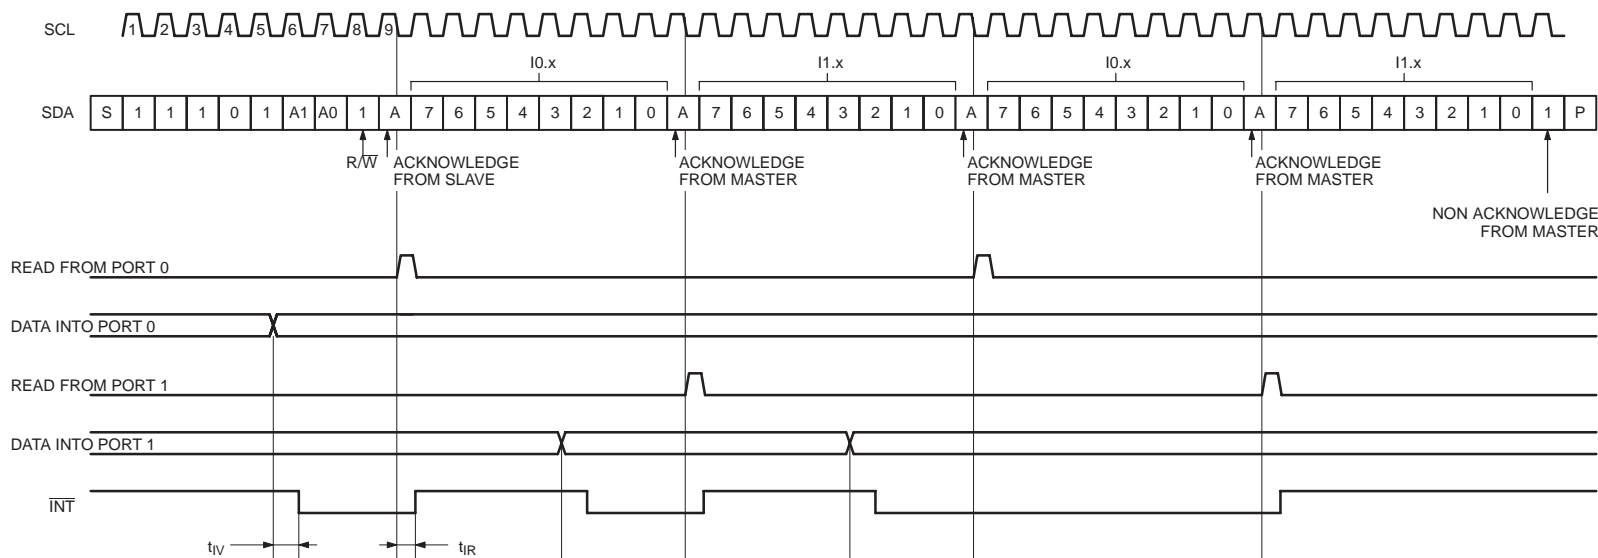 SCL 1 2 3 4 5 6 7 8 9
I0.x I1.x I0.x I1.x
SDA S 1 1 1 0 1 A1 A0 1 A 7 6 5 4 3 2 1 0 A 7 6 5 4 3 2 1 0 A 7 6 5 4 3 2 1 0 A 7 6 5 4 3 2 1 0 1 P
R/W̅ ACKNOWLEDGE FROM SLAVE
ACKNOWLEDGE FROM MASTER
ACKNOWLEDGE FROM MASTER
ACKNOWLEDGE FROM MASTER
NON ACKNOWLEDGE
FROM MASTER
READ FROM PORT 0
DATA INTO PORT 0
READ FROM PORT 1
DATA INTO PORT 1
I̅N̅T̅
tIV tIR